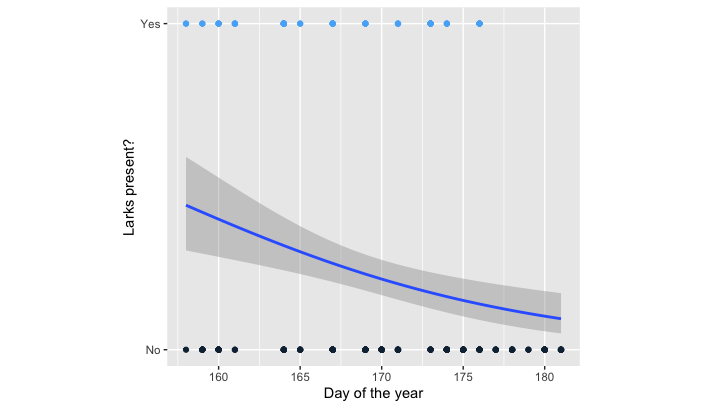 Yes
Larks present?
No
160 165 170 175 180
Day of the year